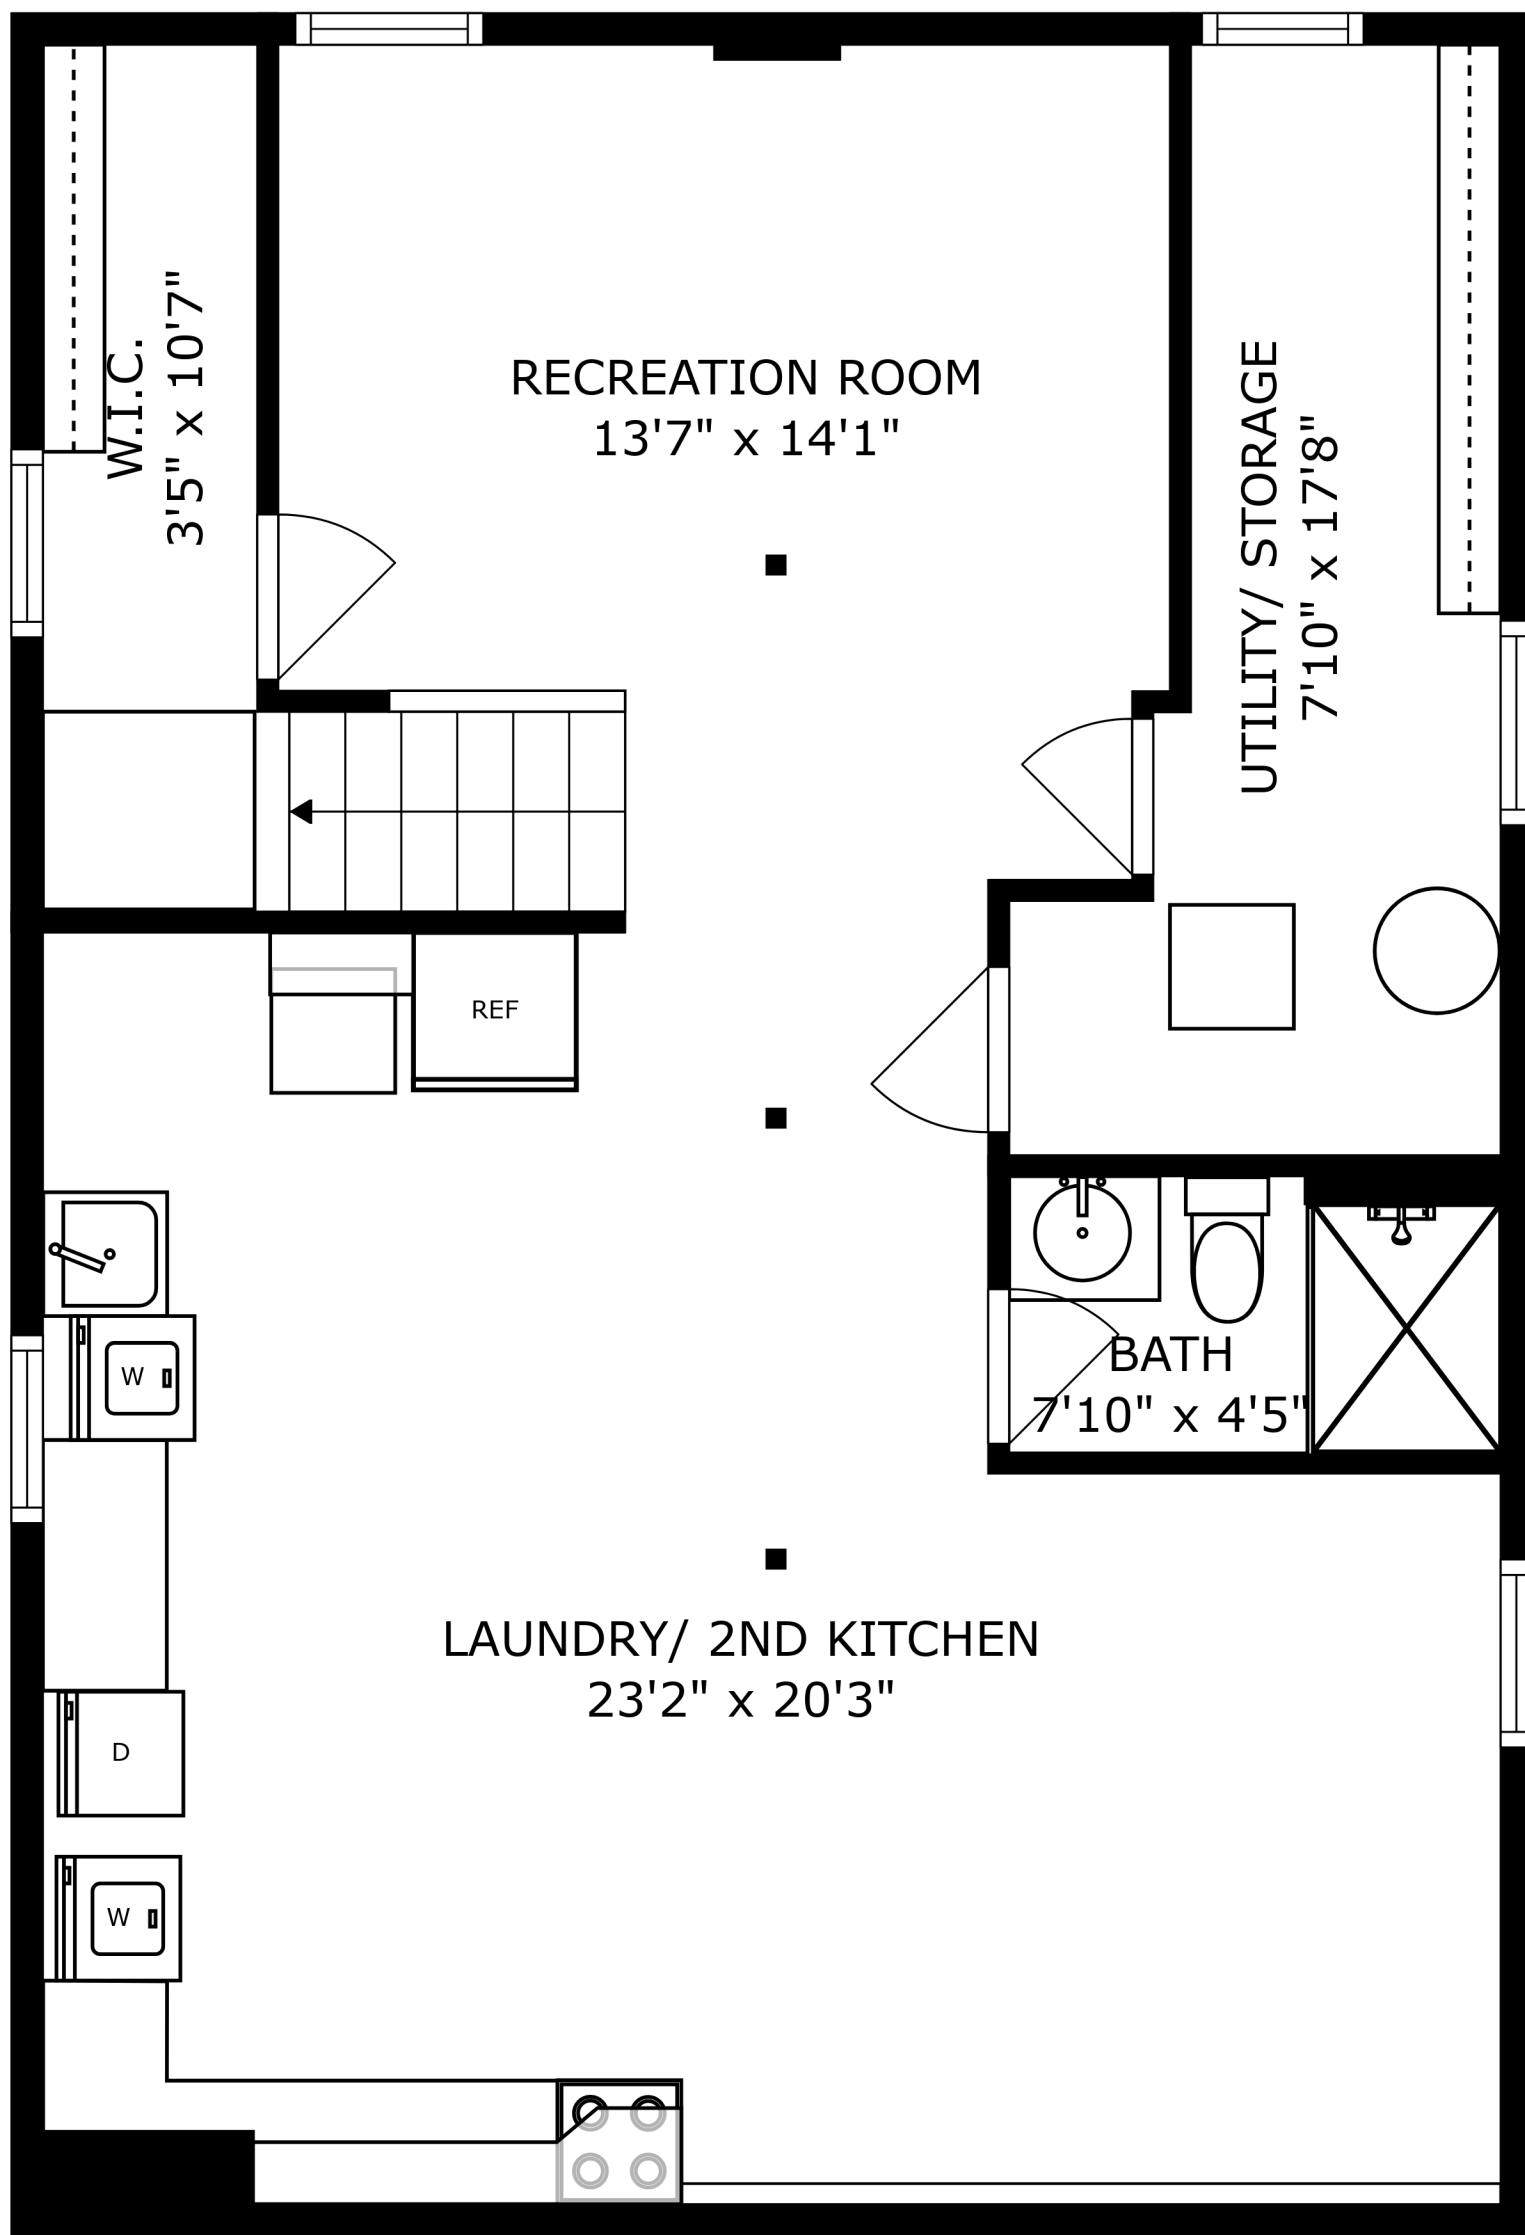 W.I.C.
3'5" x 10'7"
RECREATION ROOM
13'7" x 14'1"
UTILITY/ STORAGE
7'10" x 17'8"
REF
W
BATH
7'10" x 4'5"
LAUNDRY/ 2ND KITCHEN
23'2" x 20'3"
D
W